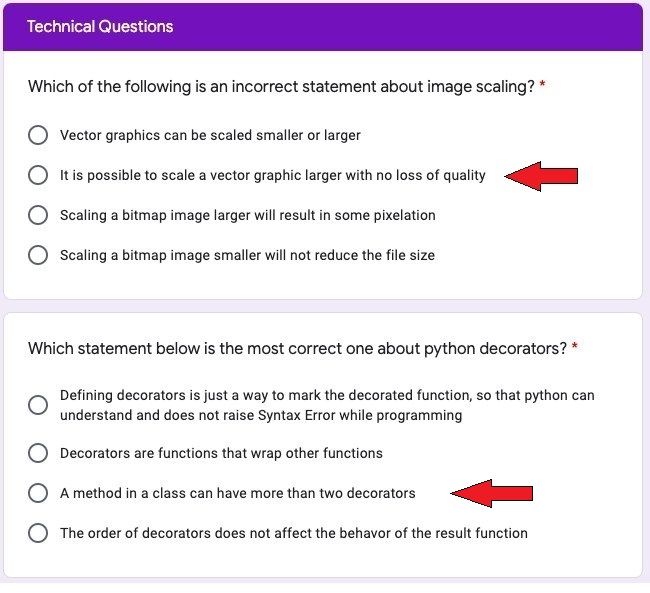 Technical Questions
Which of the following is an incorrect statement about image scaling? *
Vector graphics can be scaled smaller or larger
It is possible to scale a vector graphic larger with no loss of quality
Scaling a bitmap image larger will result in some pixelation
Scaling a bitmap image smaller will not reduce the file size
Which statement below is the most correct one about python decorators? *
Defining decorators is just a way to mark the decorated function, so that python can
understand and does not raise Syntax Error while programming
Decorators are functions that wrap other functions
A method in a class can have more than two decorators
The order of decorators does not affect the behavor of the result function